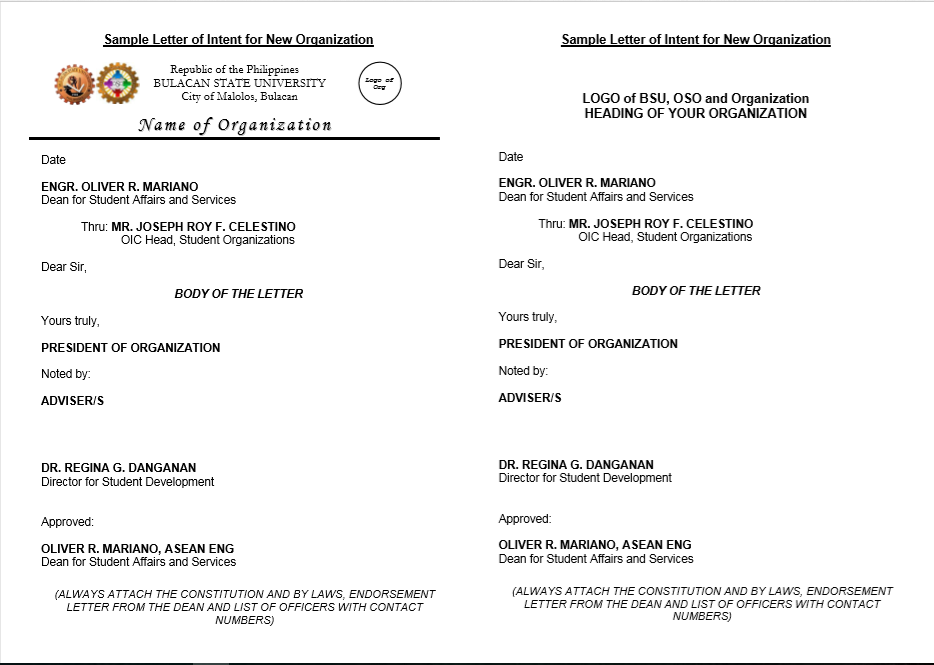 Sample Letter of Intent for New Organization
Republic of the Philippines
BULACAN STATE UNIVERSITY
City of Malolos, Bulacan
Logo of
Org
Name of Organization
Date
ENGR. OLIVER R. MARIANO
Dean for Student Affairs and Services
Thru: MR. JOSEPH ROY F. CELESTINO
OIC Head, Student Organizations
Dear Sir,
BODY OF THE LETTER
Yours truly,
PRESIDENT OF ORGANIZATION
Noted by:
ADVISER/S
DR. REGINA G. DANGANAN
Director for Student Development
Approved:
OLIVER R. MARIANO, ASEAN ENG
Dean for Student Affairs and Services
(ALWAYS ATTACH THE CONSTITUTION AND BY LAWS, ENDORSEMENT
LETTER FROM THE DEAN AND LIST OF OFFICERS WITH CONTACT
NUMBERS)
Sample Letter of Intent for New Organization
LOGO of BSU, OSO and Organization
HEADING OF YOUR ORGANIZATION
Date
ENGR. OLIVER R. MARIANO
Dean for Student Affairs and Services
Thru: MR. JOSEPH ROY F. CELESTINO
OIC Head, Student Organizations
Dear Sir,
BODY OF THE LETTER
Yours truly,
PRESIDENT OF ORGANIZATION
Noted by:
ADVISER/S
DR. REGINA G. DANGANAN
Director for Student Development
Approved:
OLIVER R. MARIANO, ASEAN ENG
Dean for Student Affairs and Services
(ALWAYS ATTACH THE CONSTITUTION AND BY LAWS, ENDORSEMENT
LETTER FROM THE DEAN AND LIST OF OFFICERS WITH CONTACT
NUMBERS)